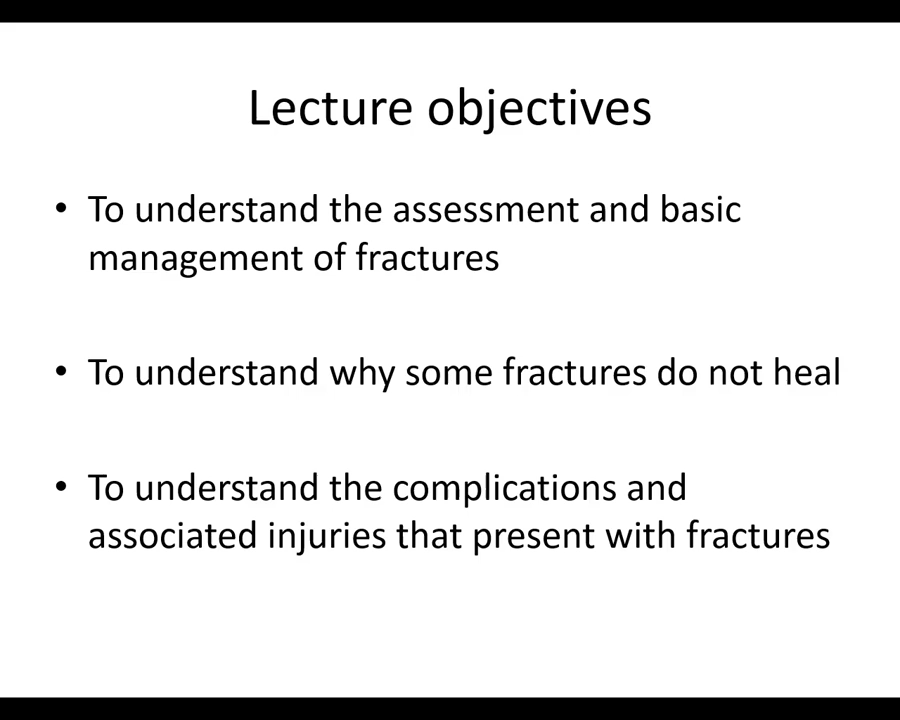 Lecture objectives
• To understand the assessment and basic
management of fractures
• To understand why some fractures do not heal
• To understand the complications and
associated injuries that present with fractures